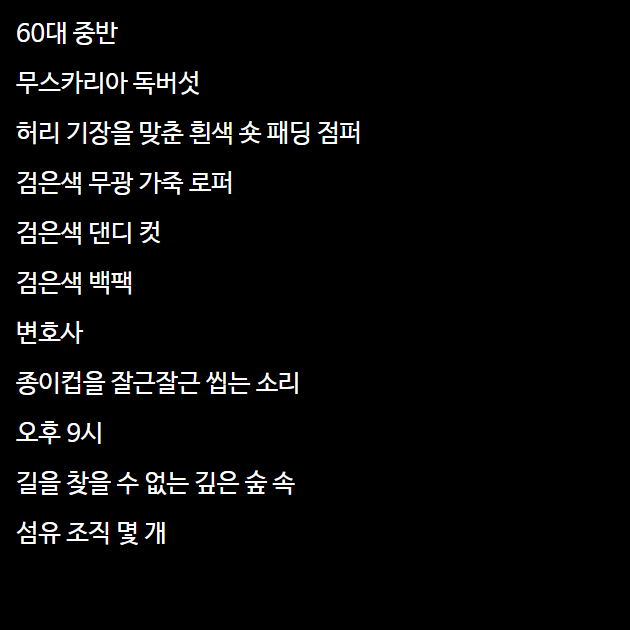 60대 중반
무스카리아 독버섯
허리 기장을 맞춘 흰색 숏 패딩 점퍼
검은색 무광 가죽 로퍼
검은색 댄디 컷
검은색 백팩
변호사
종이컵을 잘근잘근 씹는 소리
오후 9시
길을 찾을 수 없는 깊은 숲 속
섬유 조직 몇 개